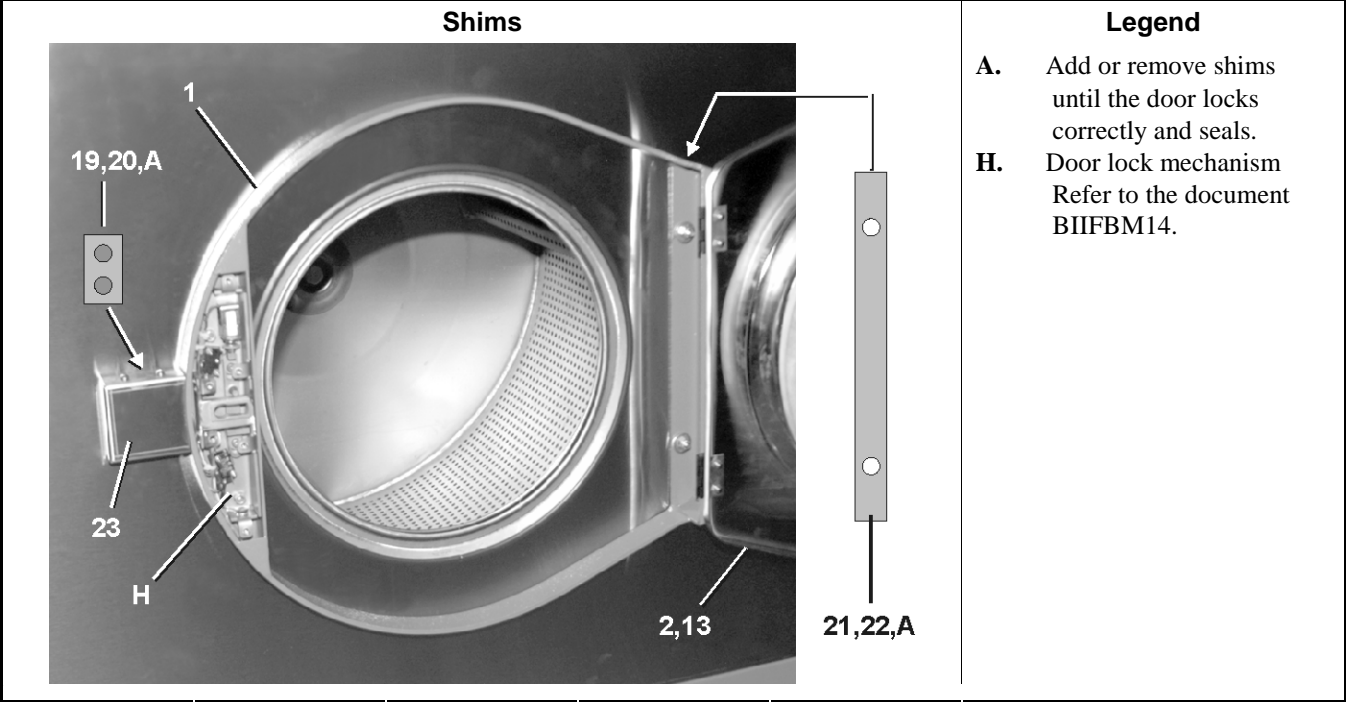 Shims
Legend
1
19,20,A
23
H
2,13
21,22,A
A. Add or remove shims
until the door locks
correctly and seals.
H. Door lock mechanism
Refer to the document
BIIFBM14.